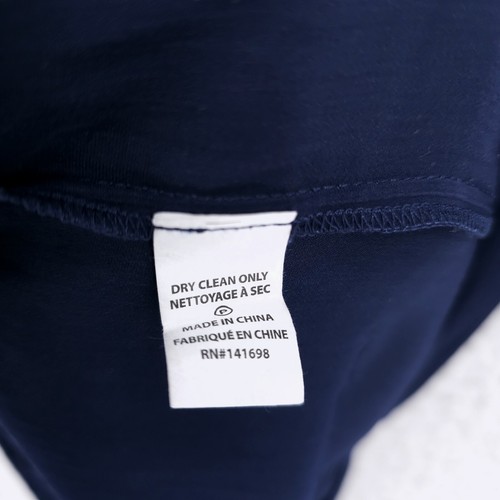 DRY CLEAN ONLY
NETTOYAGE À SEC
Ⓟ
MADE IN CHINA
FABRIQUÉ EN CHINE
RN#141698